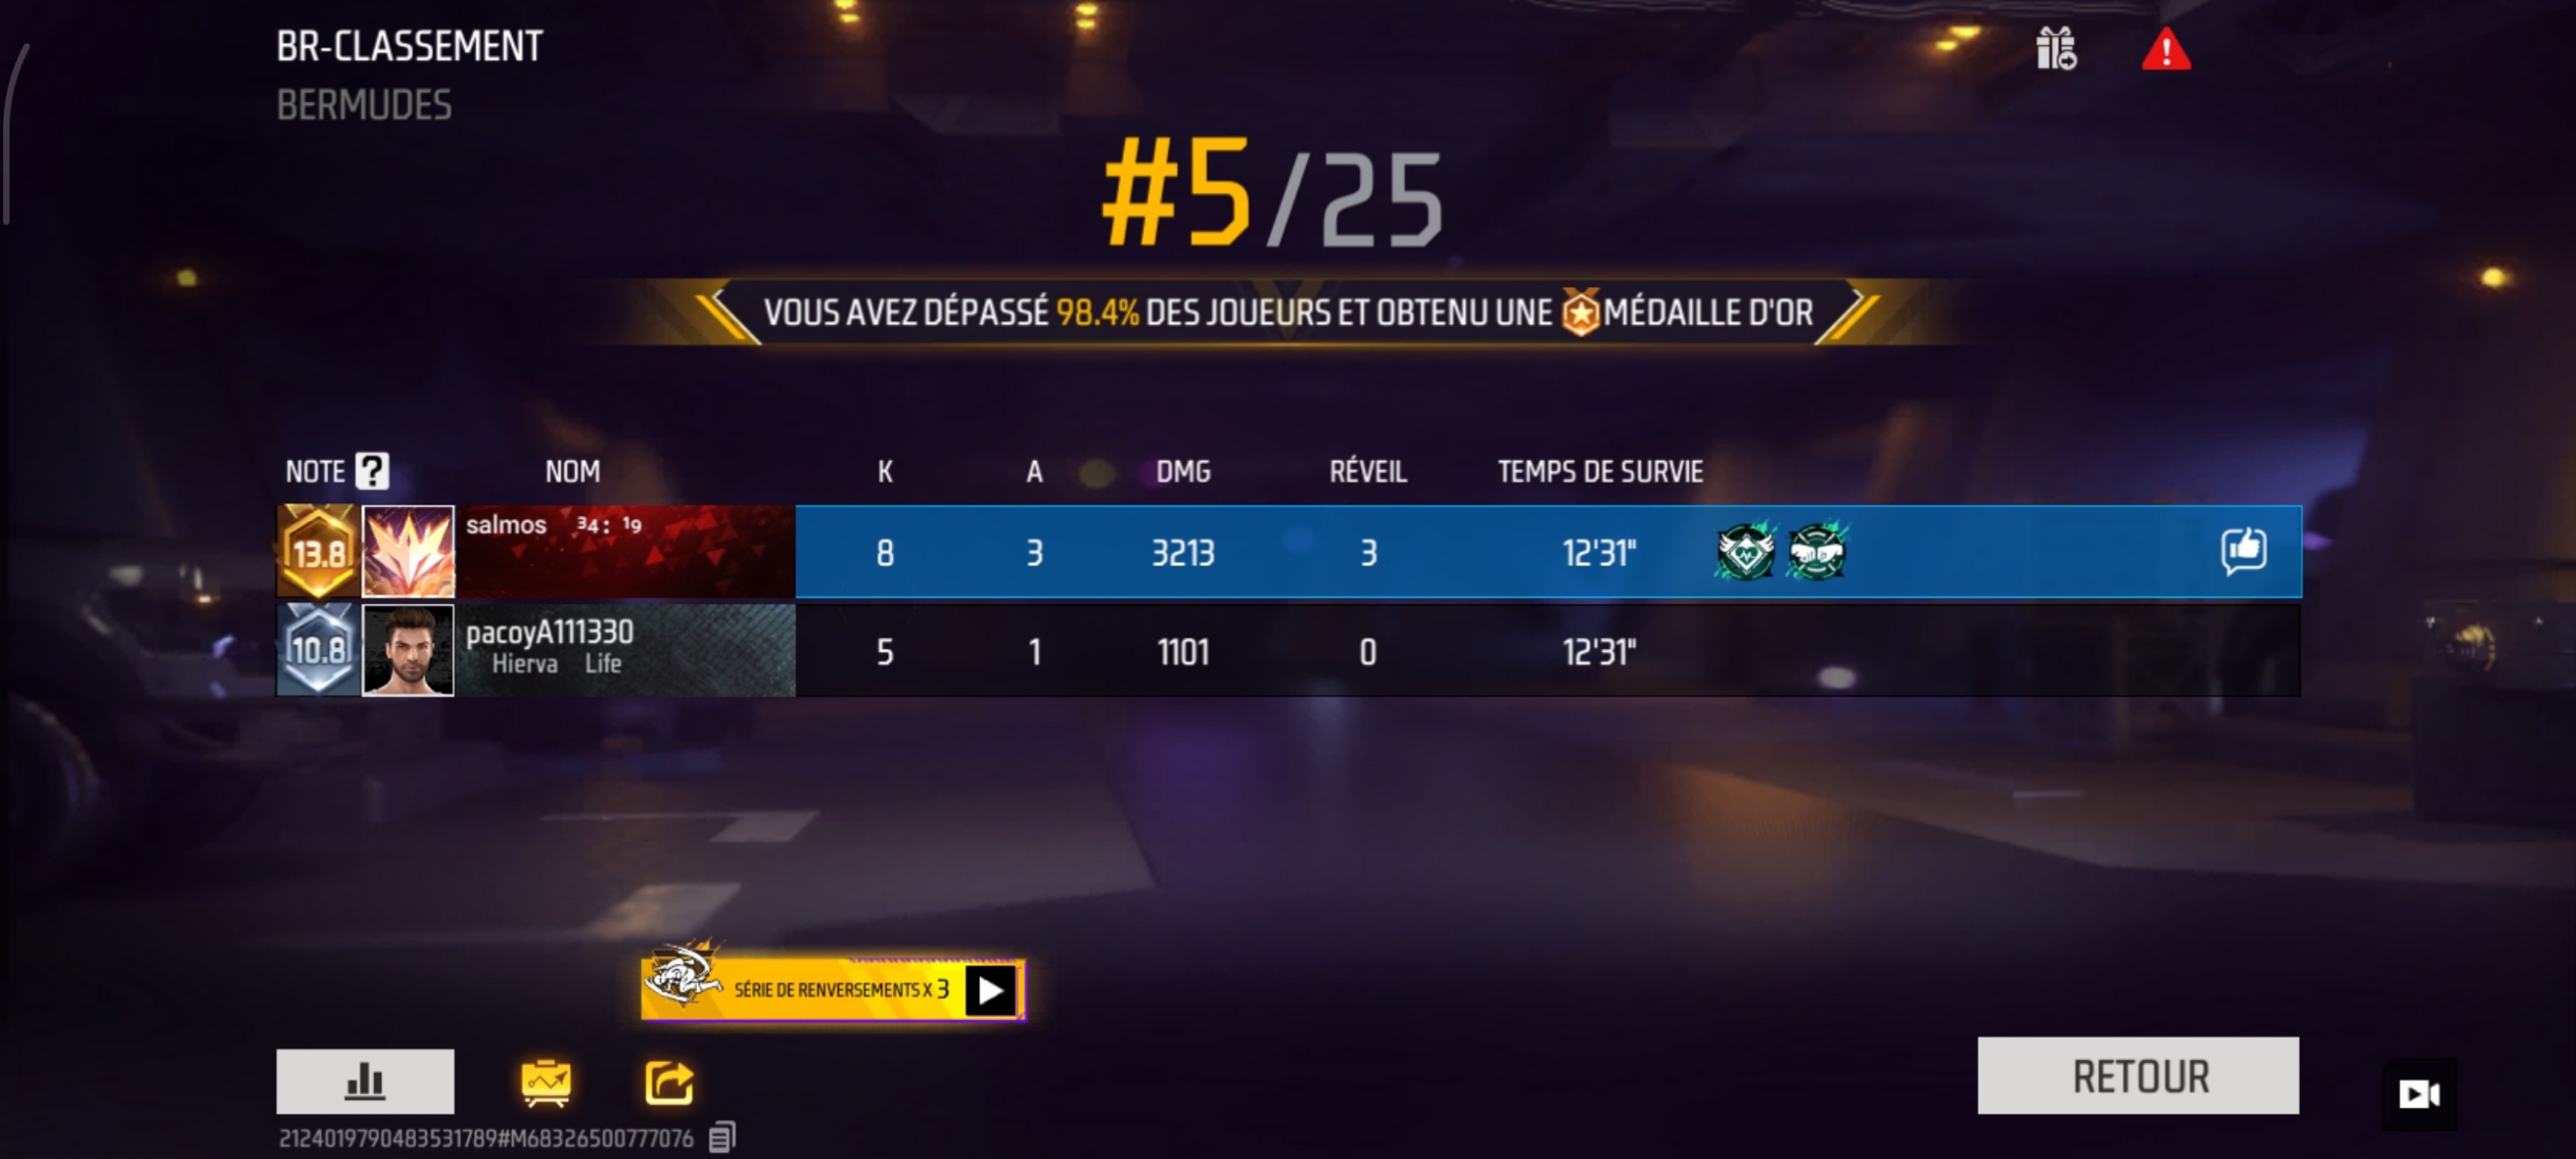 BR-CLASSEMENT
BERMUDES
#5/25
VOUS AVEZ DÉPASSÉ 98.4% DES JOUEURS ET OBTENU UNE MÉDAILLE D'OR
NOTE ? NOM K A DMG RÉVEIL TEMPS DE SURVIE
13.8 salmos ³⁴: ¹⁹ 8 3 3213 3 12'31"
10.8 pacoyA111330 5 1 1101 0 12'31"
Hierva Life
SÉRIE DE RENVERSEMENTS X 3
RETOUR
2124019790483531789#M68326500777076